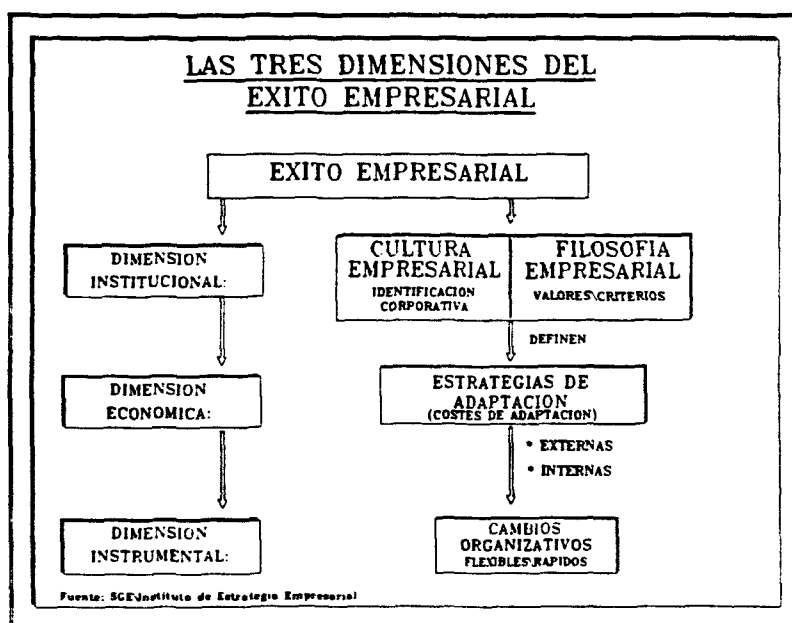 LAS TRES DIMENSIONES DEL
EXITO EMPRESARIAL
EXITO EMPRESARIAL
DIMENSION
INSTITUCIONAL:
CULTURA
EMPRESARIAL
IDENTIFICACION
CORPORATIVA
FILOSOFIA
EMPRESARIAL
VALORES\CRITERIOS
DEFINEN
DIMENSION
ECONOMICA:
ESTRATEGIAS DE
ADAPTACION
(COSTES DE ADAPTACION)
* EXTERNAS
* INTERNAS
DIMENSION
INSTRUMENTAL:
CAMBIOS
ORGANIZATIVOS
FLEXIBLES\RAPIDOS
Fuente: SGE\Instituto de Estrategia Empresarial